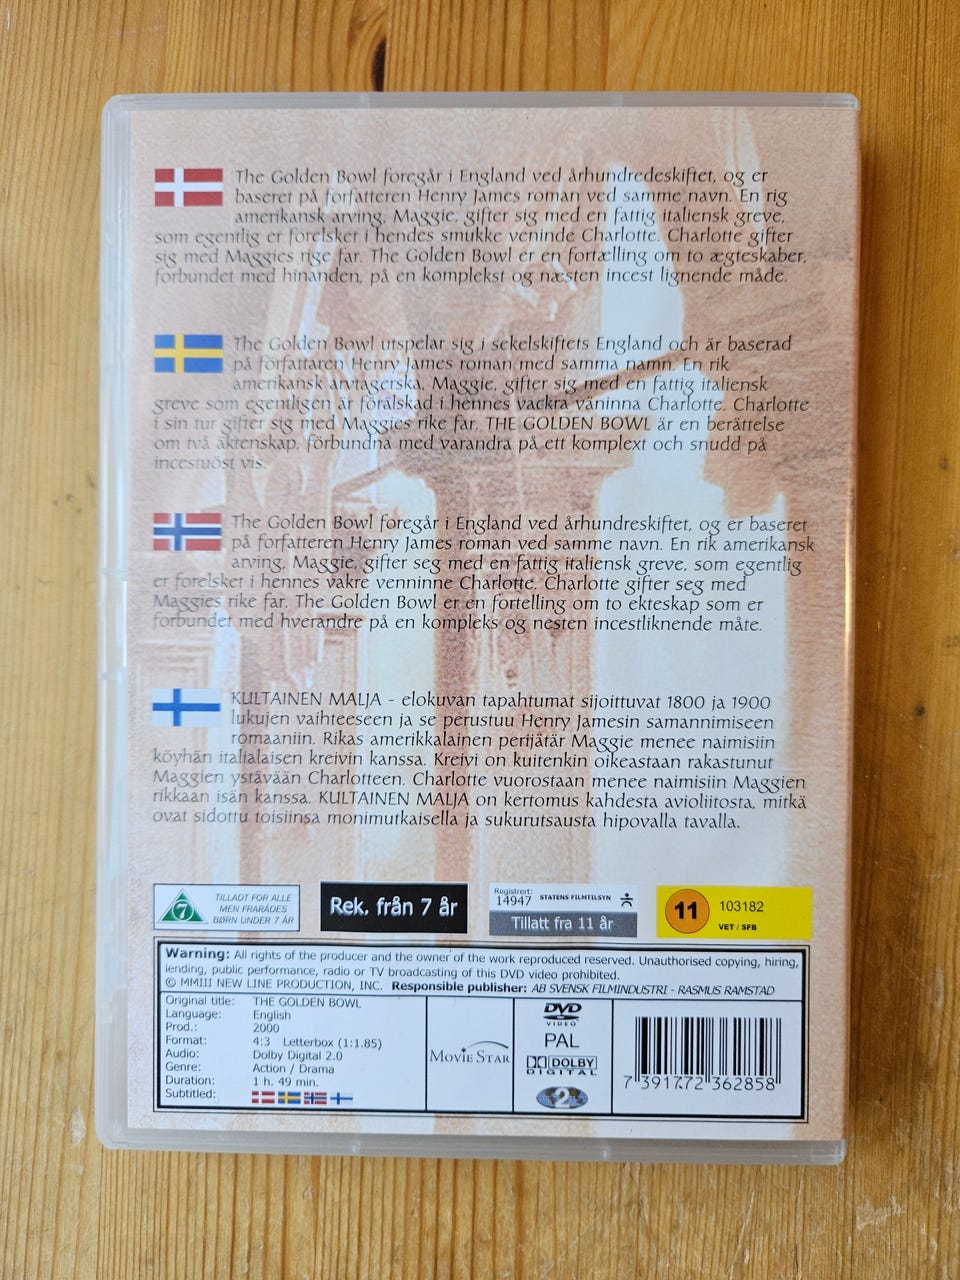 The Golden Bowl foregår i England ved århundredeskiftet, og er
baseret på forfatteren Henry James roman ved samme navn. En rig
amerikansk arving, Maggie, gifter sig med en fattig italiensk greve,
som egentlig er forelsket i hendes smukke veninde Charlotte. Charlotte gifter
sig med Maggies rige far. The Golden Bowl er en fortælling om to ægteskaber,
forbundet med hinanden, på en komplekst og næsten incest lignende måde.
The Golden Bowl utspelar sig i sekelskiftets England och är baserad
på författaren Henry James roman med samma namn. En rik
amerikansk arvtagerska, Maggie, gifter sig med en fattig italiensk
greve som egentligen är förälskad i hennes vackra väninna Charlotte. Charlotte
i sin tur gifter sig med Maggies rike far. THE GOLDEN BOWL är en berättelse
om två äktenskap, förbundna med varandra på ett komplext och snudd på
incestuöst vis.
The Golden Bowl foregår i England ved århundreskiftet, og er baseret
på forfatteren Henry James roman ved samme navn. En rik amerikansk
arving, Maggie, gifter seg med en fattig italiensk greve, som egentlig
er forelsket i hennes vakre venninne Charlotte. Charlotte gifter seg med
Maggies rike far. The Golden Bowl er en fortelling om to ekteskap som er
forbundet med hverandre på en kompleks og nesten incestliknende måte.
KULTAINEN MALJA - elokuvan tapahtumat sijoittuvat 1800 ja 1900
lukujen vaihteeseen ja se perustuu Henry Jamesin samannimiseen
romaaniin. Rikas amerikkalainen perijätär Maggie menee naimisiin
köyhän italialaisen kreivin kanssa. Kreivi on kuitenkin oikeastaan rakastunut
Maggien ystävään Charlotteen. Charlotte vuorostaan menee naimisiin Maggien
rikkaan isän kanssa. KULTAINEN MALJA on kertomus kahdesta avioliitosta, mitkä
ovat sidottu toisiinsa monimutkaisella ja sukurutsausta hipovalla tavalla.
7
TILLADT FOR ALLE
MEN FRARÅDES
BØRN UNDER 7 ÅR
Rek. från 7 år
Registrert:
14947 STATENS FILMTILSYN
Tillatt fra 11 år
11
103182
VET / SFB
Warning: All rights of the producer and the owner of the work reproduced reserved. Unauthorised copying, hiring,
lending, public performance, radio or TV broadcasting of this DVD video prohibited.
© MMIII NEW LINE PRODUCTION, INC. Responsible publisher: AB SVENSK FILMINDUSTRI - RASMUS RAMSTAD
Original title: THE GOLDEN BOWL
Language: English
Prod.: 2000
Format: 4:3 Letterbox (1:1.85)
Audio: Dolby Digital 2.0
Genre: Action / Drama
Duration: 1 h. 49 min.
Subtitled:
MOVIE STAR
DVD
VIDEO
PAL
DOLBY
DIGITAL
2
7 391772 362858